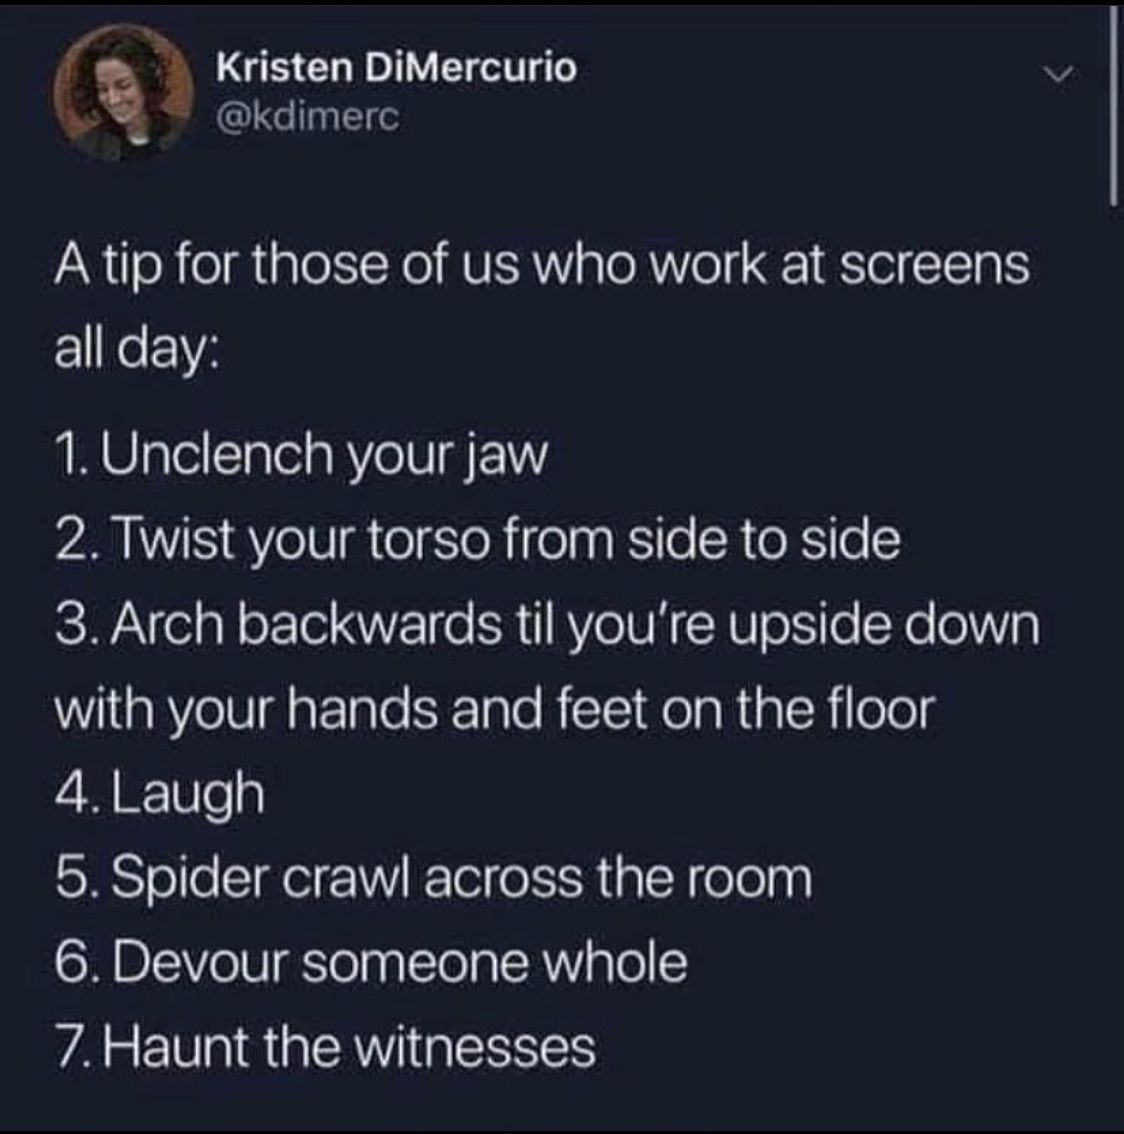 Kristen DiMercurio
@kdimerc
A tip for those of us who work at screens
all day:
1. Unclench your jaw
2. Twist your torso from side to side
3. Arch backwards til you're upside down
with your hands and feet on the floor
4. Laugh
5. Spider crawl across the room
6. Devour someone whole
7. Haunt the witnesses